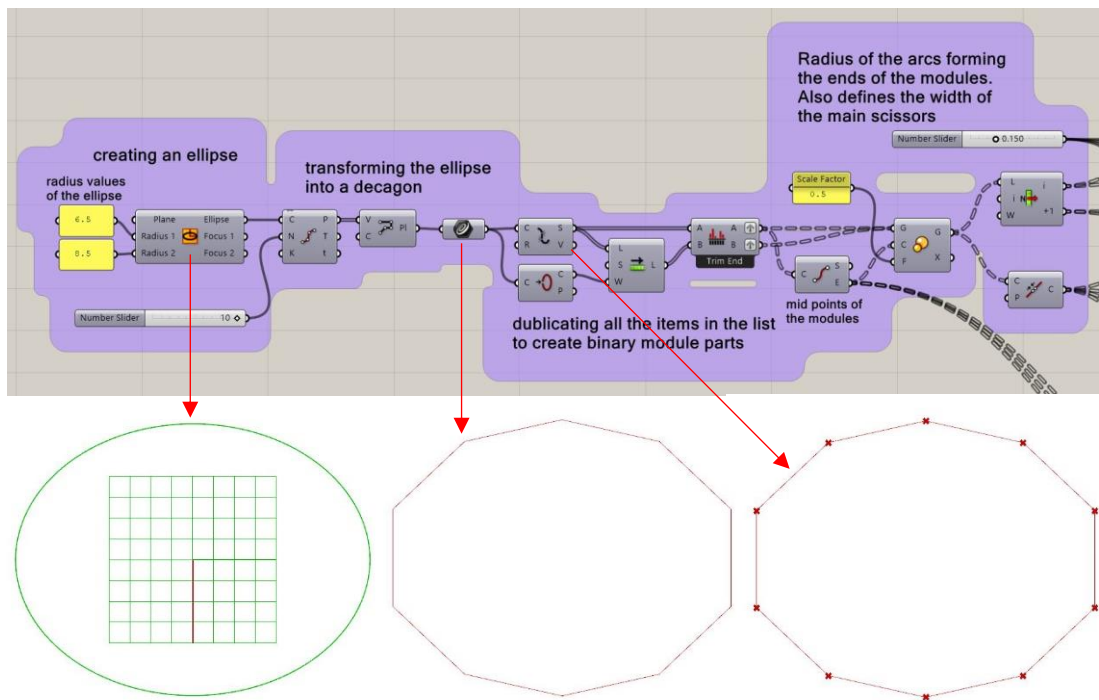 creating an ellipse
radius values
of the ellipse
6.5
8.5
Plane
Radius 1
Radius 2
Ellipse
Focus 1
Focus 2
Number Slider
10
transforming the ellipse
into a decagon
C
N
K
P
T
t
V
C
Pl
C
R
S
V
C
C
P
L
S
W
L
dublicating all the items in the list
to create binary module parts
A
B
A
B
Trim End
C
S
E
mid points of
the modules
Radius of the arcs forming
the ends of the modules.
Also defines the width of
the main scissors
Number Slider
0.150
Scale Factor
0.5
G
C
F
G
X
L
i
W
N
i
+1
C
P
C